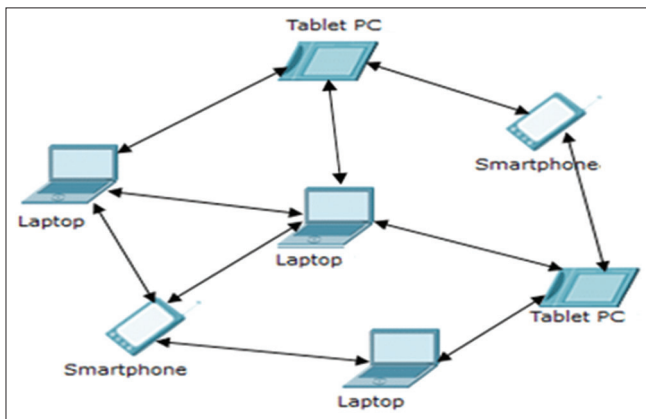 Tablet PC
Smartphone
Laptop
Laptop
Tablet PC
Smartphone
Laptop